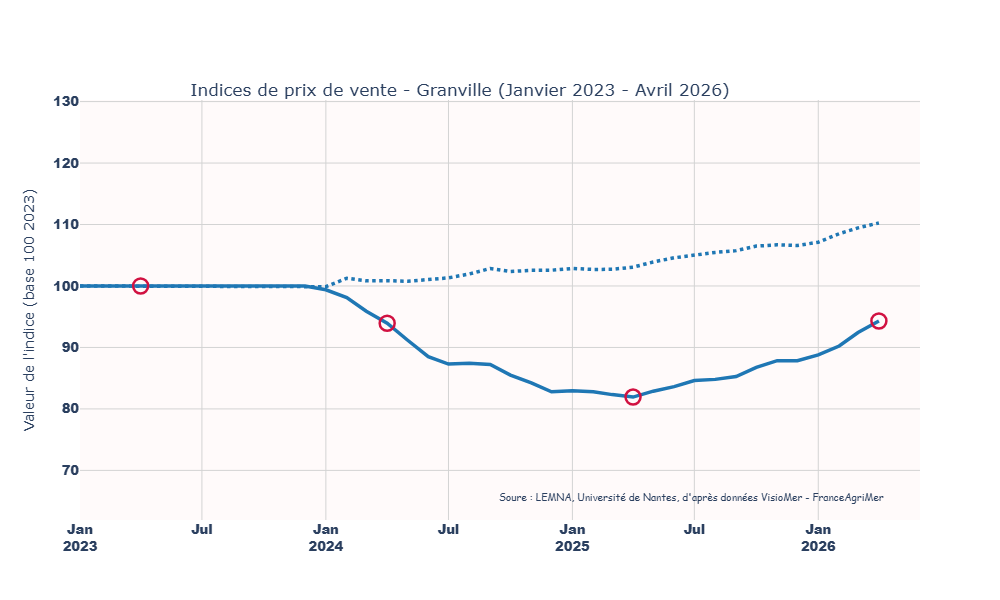 Indices de prix de vente - Granville (Janvier 2023 - Avril 2026)
Valeur de l'indice (base 100 2023)
130
120
110
100
90
80
70
Soure : LEMNA, Université de Nantes, d'après données VisioMer - FranceAgriMer
Jan Jul Jan Jul Jan Jul Jan
2023 2024 2025 2026